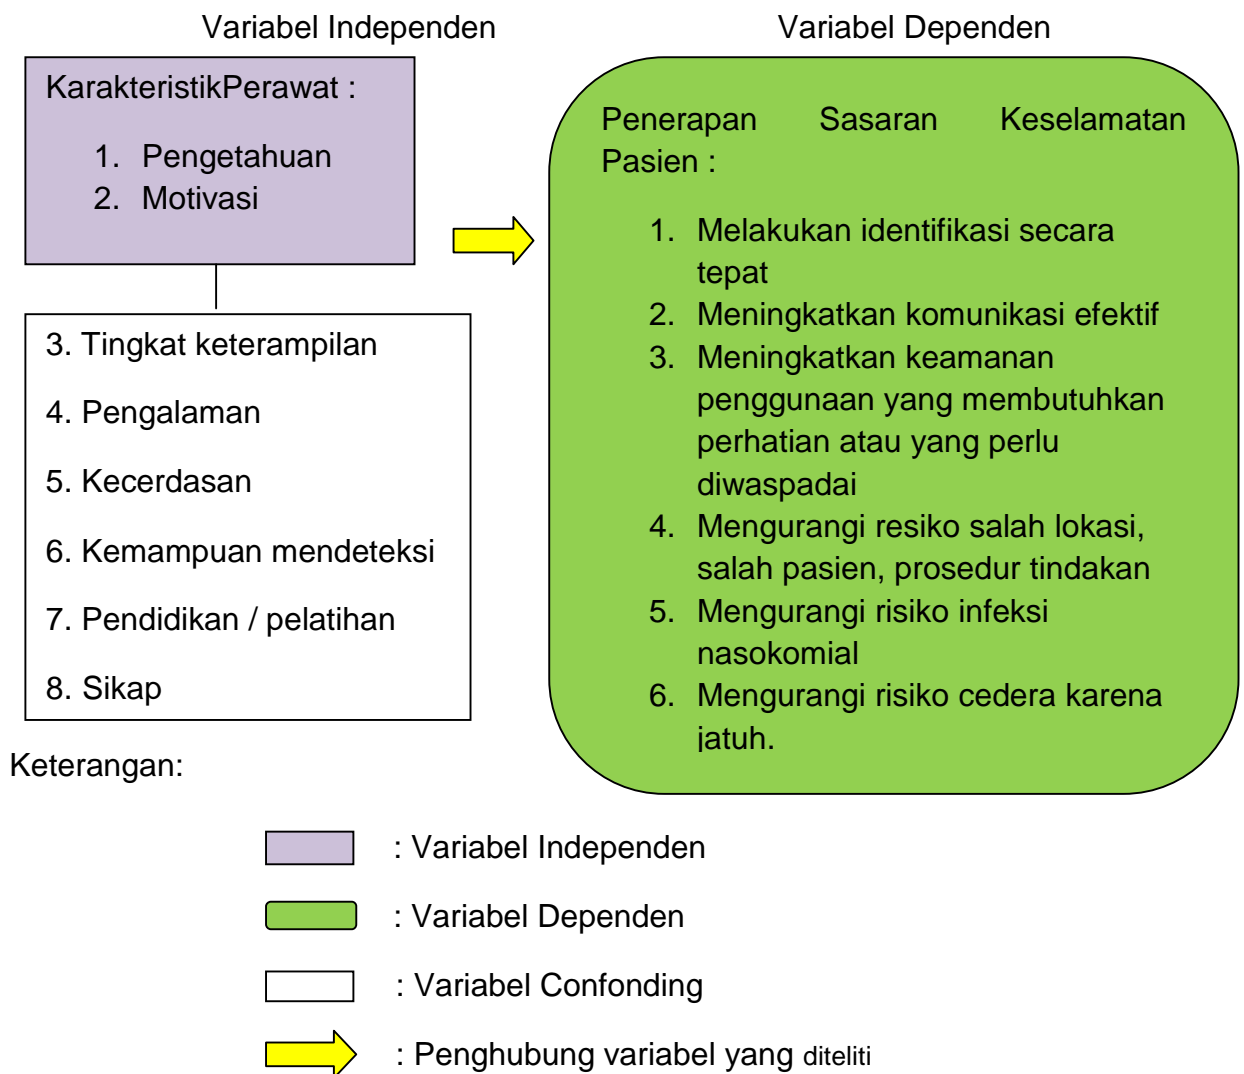 Variabel Independen
Variabel Dependen
KarakteristikPerawat :
1. Pengetahuan
2. Motivasi
3. Tingkat keterampilan
4. Pengalaman
5. Kecerdasan
6. Kemampuan mendeteksi
7. Pendidikan / pelatihan
8. Sikap
Penerapan Sasaran Keselamatan
Pasien :
1. Melakukan identifikasi secara
tepat
2. Meningkatkan komunikasi efektif
3. Meningkatkan keamanan
penggunaan yang membutuhkan
perhatian atau yang perlu
diwaspadai
4. Mengurangi resiko salah lokasi,
salah pasien, prosedur tindakan
5. Mengurangi risiko infeksi
nasokomial
6. Mengurangi risiko cedera karena
jatuh.
Keterangan:
: Variabel Independen
: Variabel Dependen
: Variabel Confonding
: Penghubung variabel yang diteliti